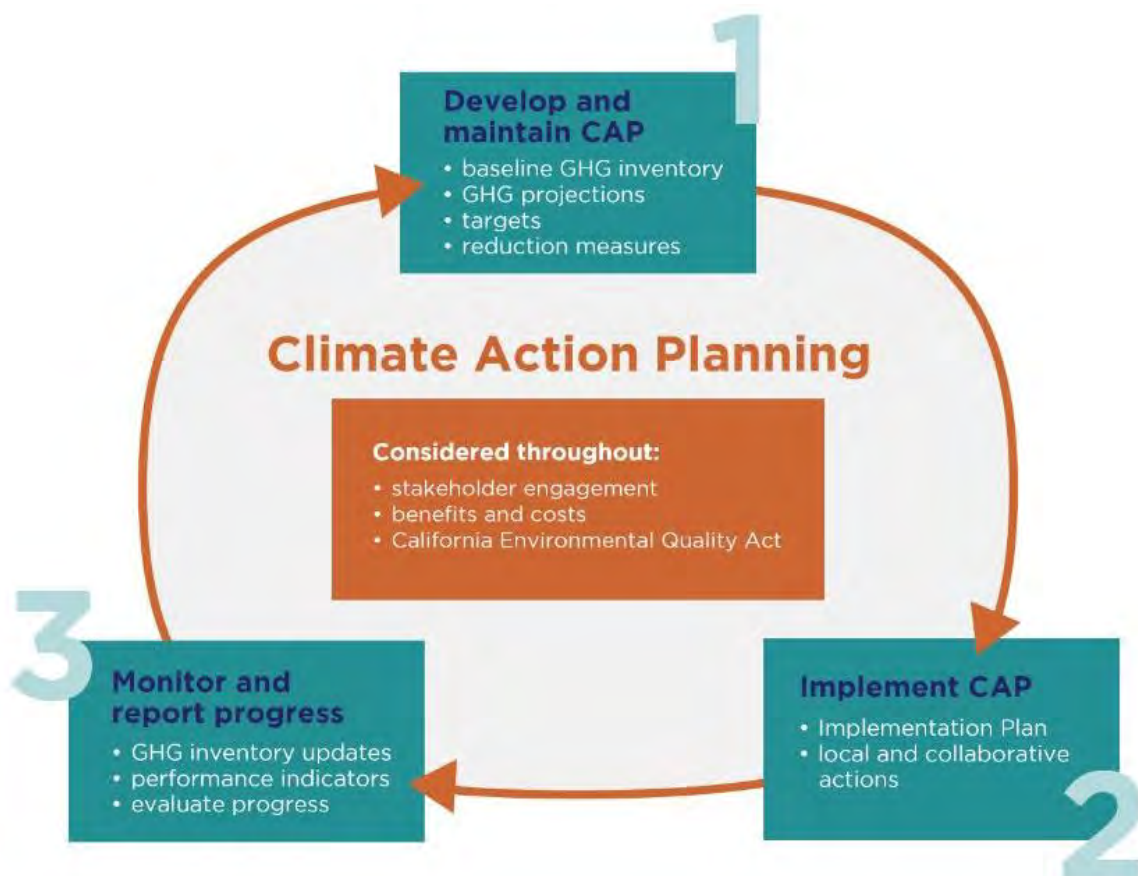 1
Develop and
maintain CAP
• baseline GHG inventory
• GHG projections
• targets
• reduction measures
Climate Action Planning
Considered throughout:
• stakeholder engagement
• benefits and costs
• California Environmental Quality Act
2
Implement CAP
• Implementation Plan
• local and collaborative
actions
3
Monitor and
report progress
• GHG inventory updates
• performance indicators
• evaluate progress